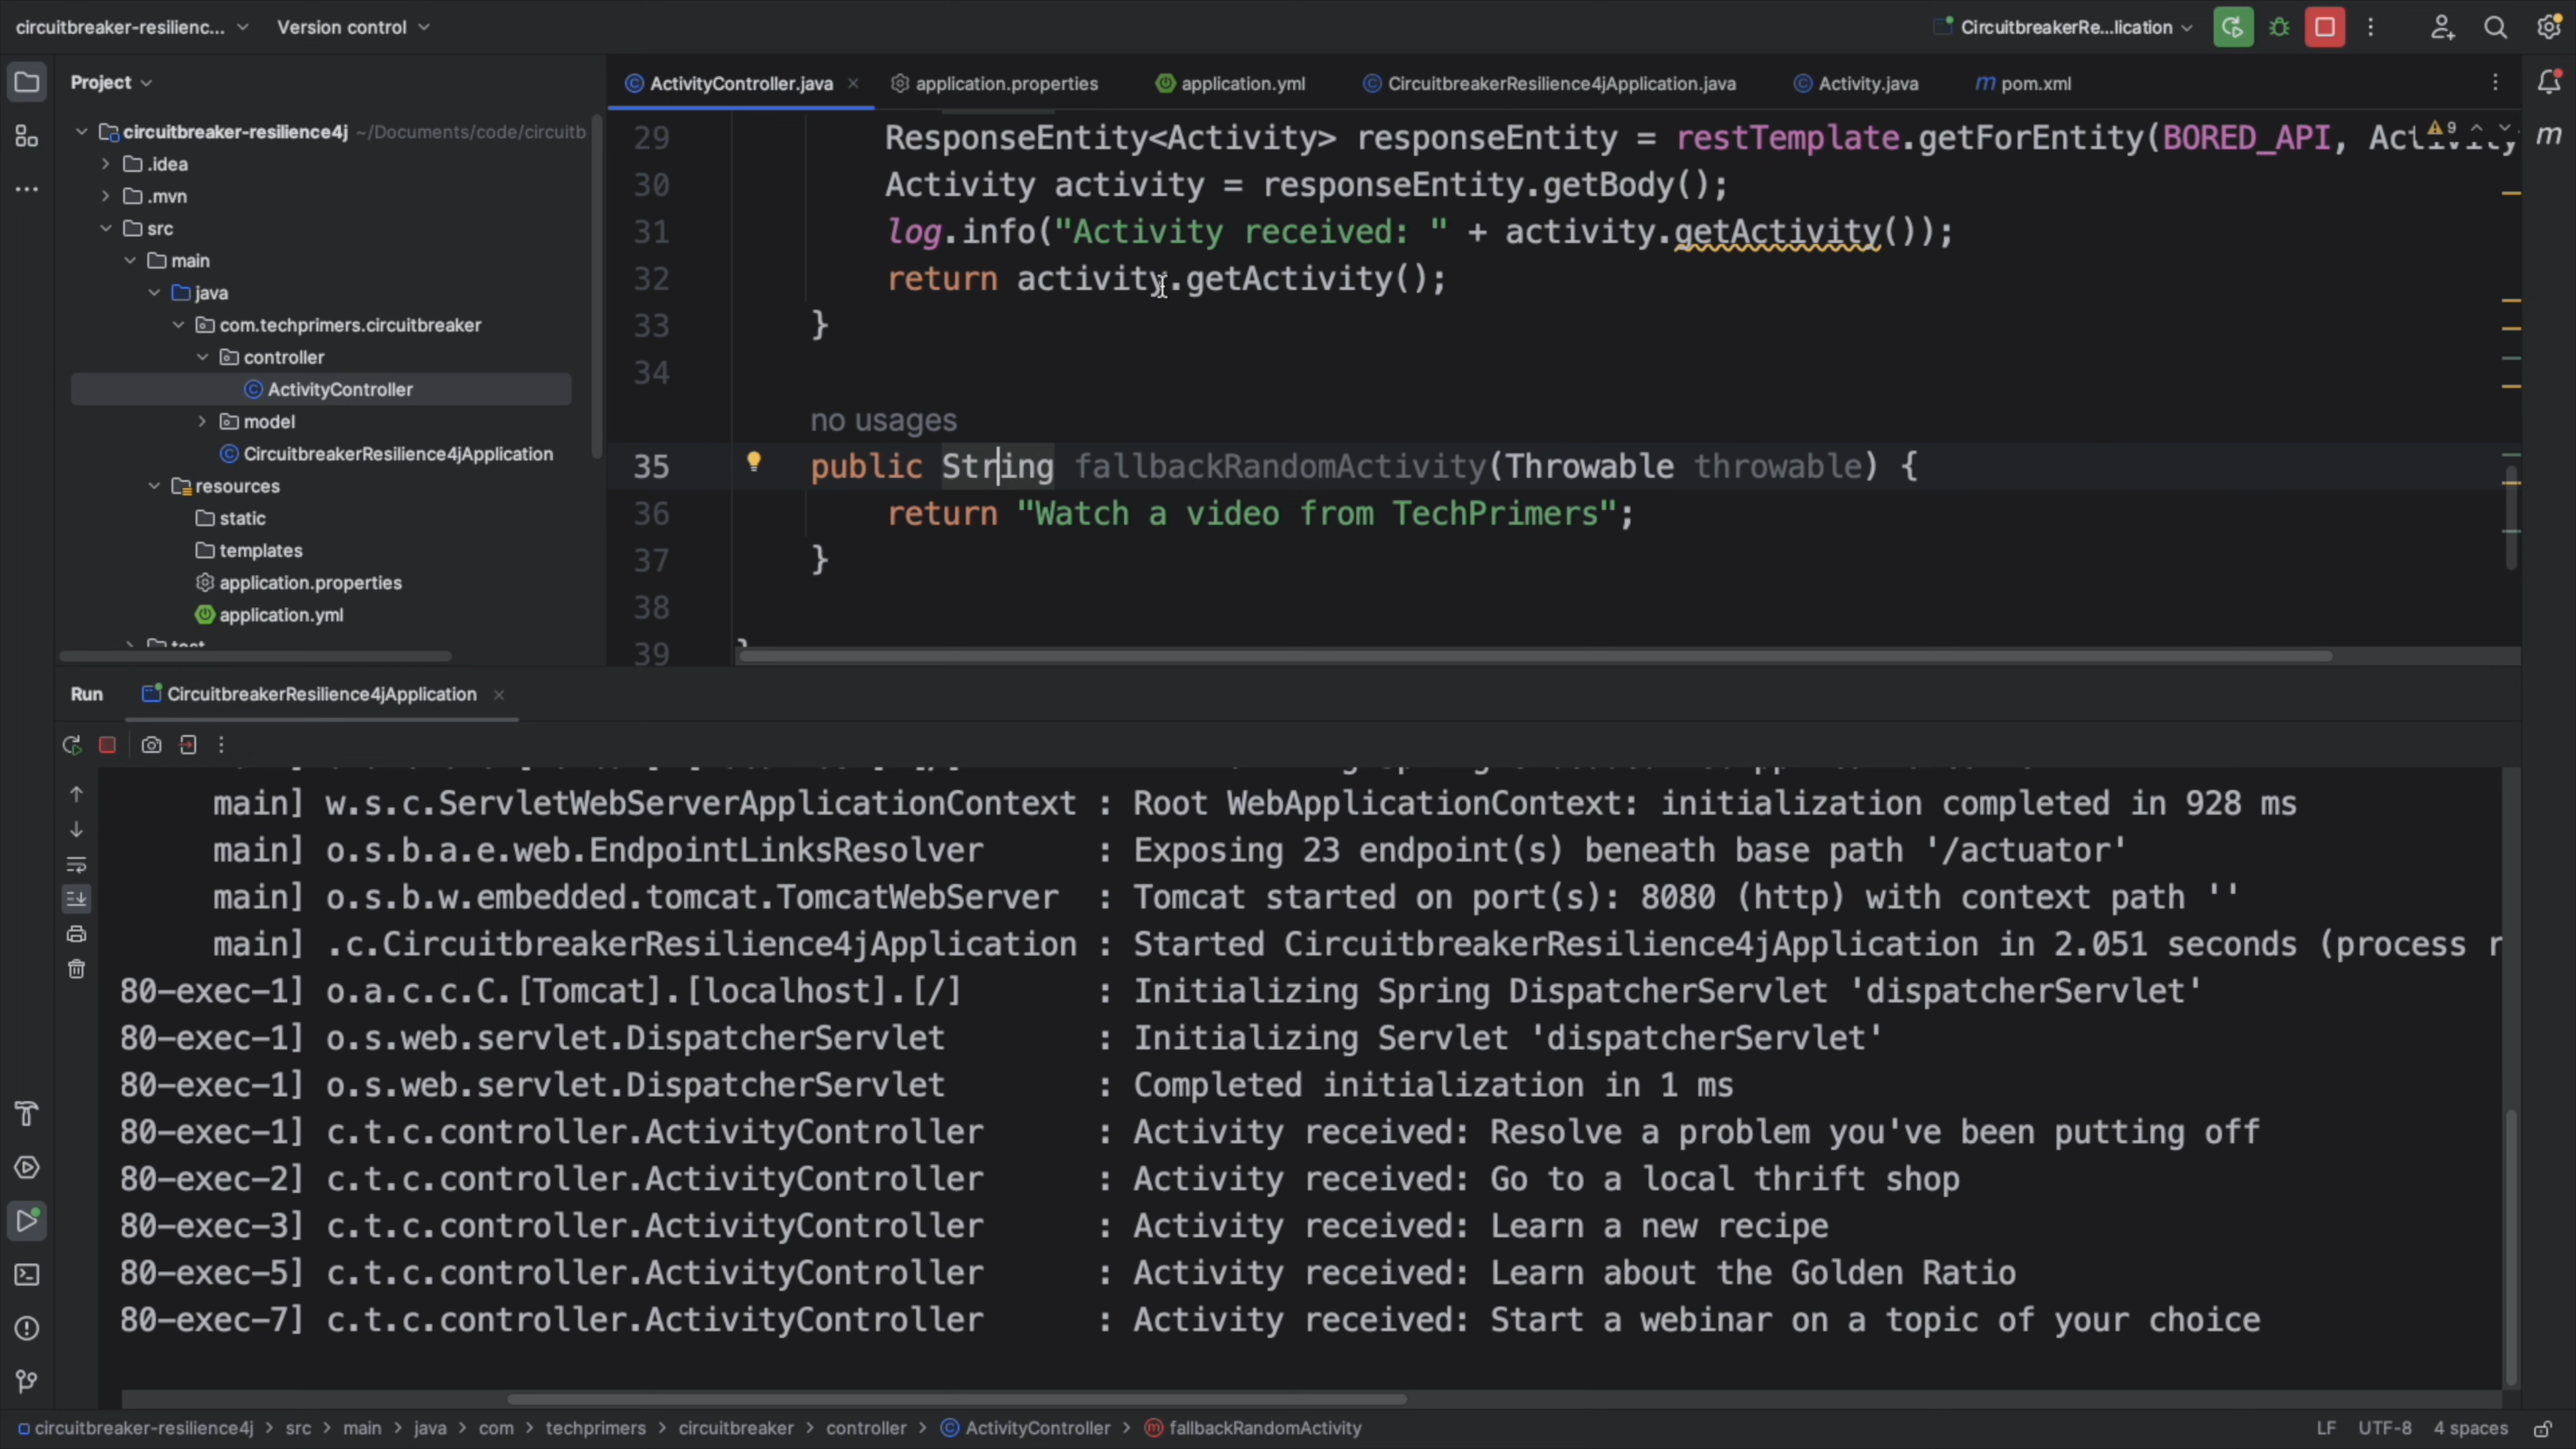 circuitbreaker-resilienc...
Version control
CircuitbreakerRe...lication
Project
ActivityController.java
application.properties
application.yml
CircuitbreakerResilience4jApplication.java
Activity.java
pom.xml
circuitbreaker-resilience4j ~/Documents/code/circuitb
.idea
.mvn
src
main
java
com.techprimers.circuitbreaker
controller
ActivityController
model
CircuitbreakerResilience4jApplication
resources
static
templates
application.properties
application.yml
29 ResponseEntity<Activity> responseEntity = restTemplate.getForEntity(BORED_API, Activity
9
30 Activity activity = responseEntity.getBody();
31 log.info("Activity received: " + activity.getActivity());
32 return activity.getActivity();
33 }
34
no usages
35 public String fallbackRandomActivity(Throwable throwable) {
36 return "Watch a video from TechPrimers";
37 }
38
39 }
Run
CircuitbreakerResilience4jApplication
main] w.s.c.ServletWebServerApplicationContext : Root WebApplicationContext: initialization completed in 928 ms
main] o.s.b.a.e.web.EndpointLinksResolver : Exposing 23 endpoint(s) beneath base path '/actuator'
main] o.s.b.w.embedded.tomcat.TomcatWebServer : Tomcat started on port(s): 8080 (http) with context path ''
main] .c.CircuitbreakerResilience4jApplication : Started CircuitbreakerResilience4jApplication in 2.051 seconds (process r
80-exec-1] o.a.c.c.C.[Tomcat].[localhost].[/] : Initializing Spring DispatcherServlet 'dispatcherServlet'
80-exec-1] o.s.web.servlet.DispatcherServlet : Initializing Servlet 'dispatcherServlet'
80-exec-1] o.s.web.servlet.DispatcherServlet : Completed initialization in 1 ms
80-exec-1] c.t.c.controller.ActivityController : Activity received: Resolve a problem you've been putting off
80-exec-2] c.t.c.controller.ActivityController : Activity received: Go to a local thrift shop
80-exec-3] c.t.c.controller.ActivityController : Activity received: Learn a new recipe
80-exec-5] c.t.c.controller.ActivityController : Activity received: Learn about the Golden Ratio
80-exec-7] c.t.c.controller.ActivityController : Activity received: Start a webinar on a topic of your choice
circuitbreaker-resilience4j > src > main > java > com > techprimers > circuitbreaker > controller > ActivityController > fallbackRandomActivity
LF UTF-8 4 spaces